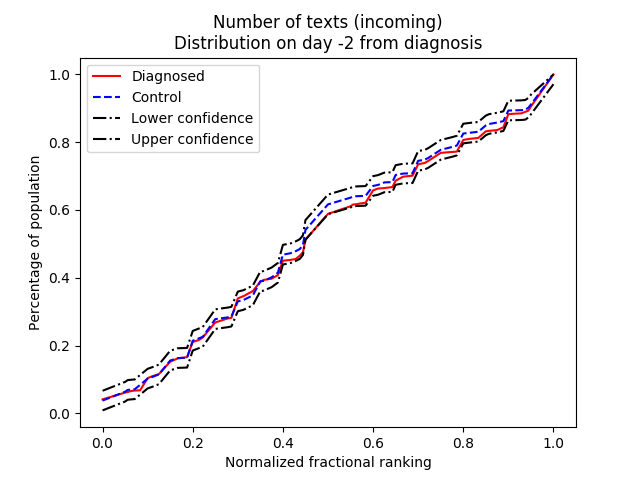 Number of texts (incoming)
Distribution on day -2 from diagnosis
Diagnosed
Control
Lower confidence
Upper confidence
Percentage of population
1.0
0.8
0.6
0.4
0.2
0.0
0.0 0.2 0.4 0.6 0.8 1.0
Normalized fractional ranking